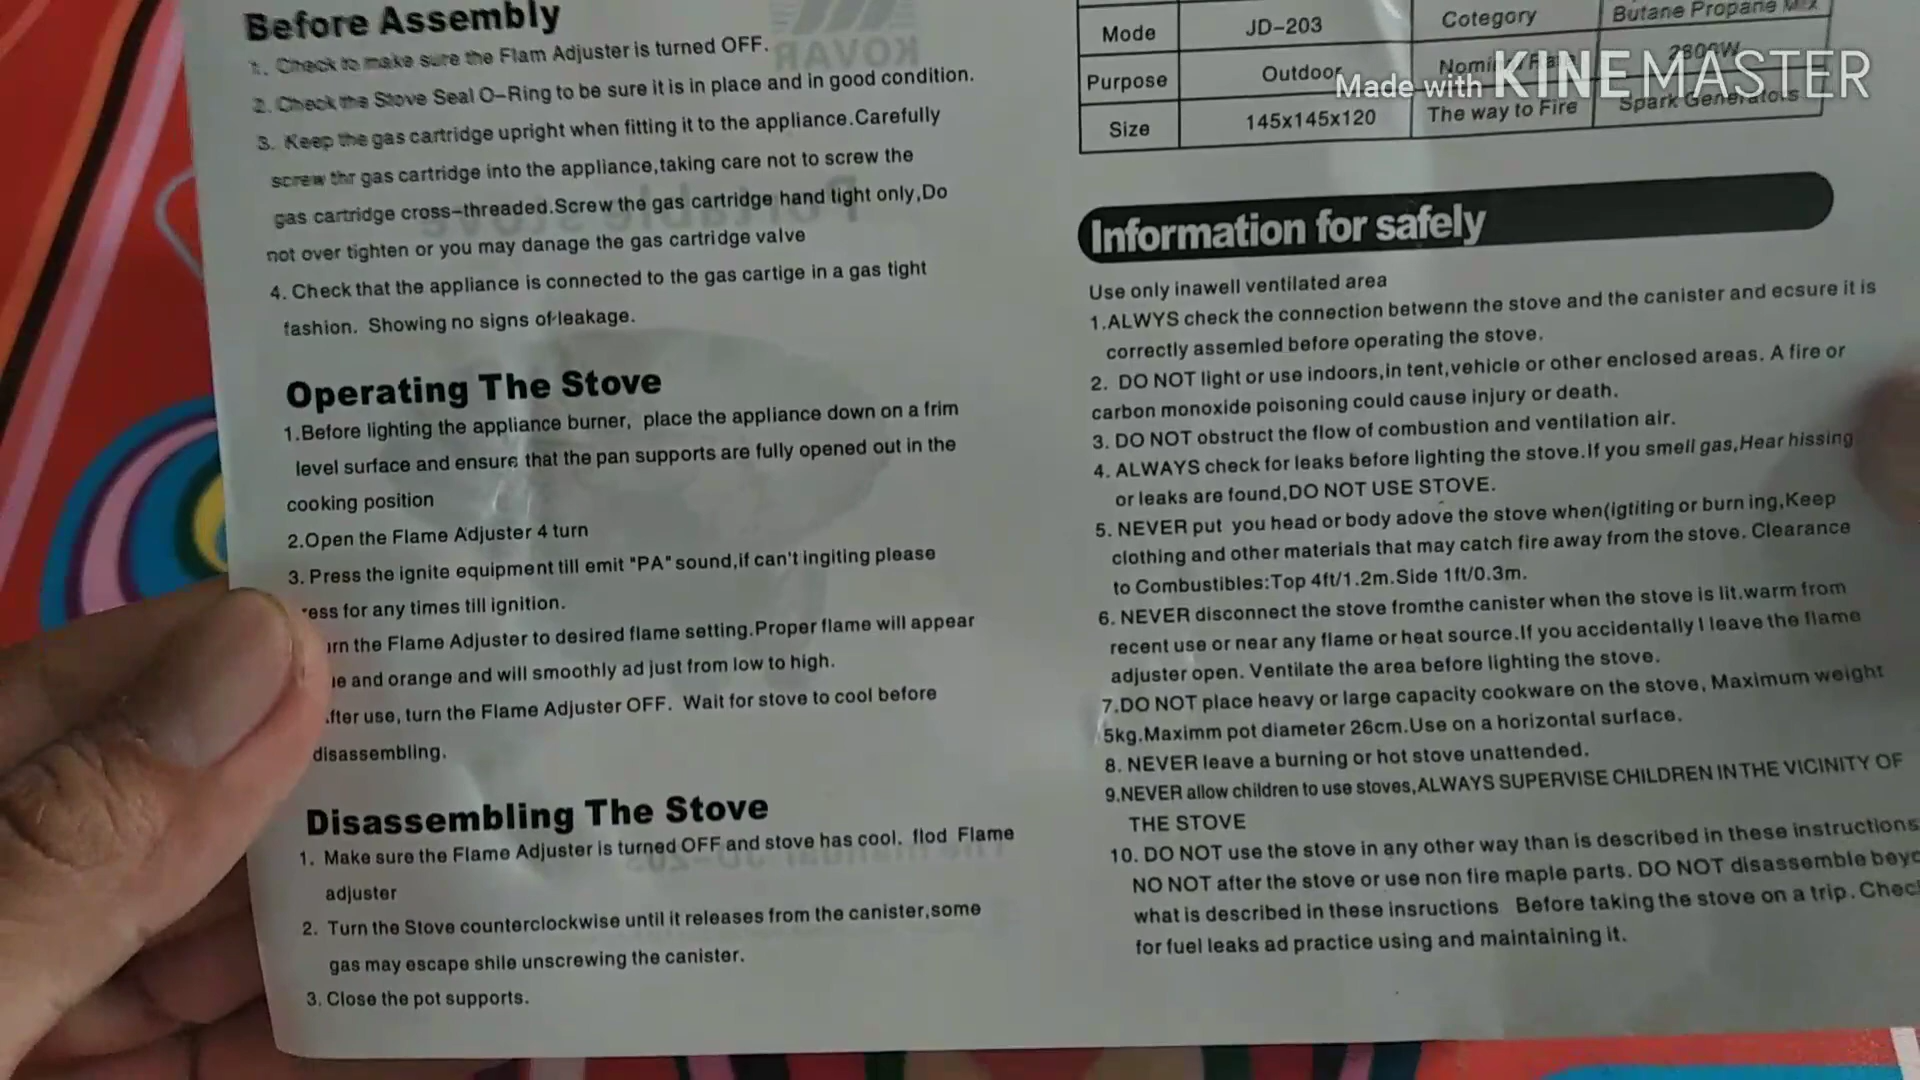 Before Assembly
1. Check to make sure the Flam Adjuster is turned OFF.
2. Check the Stove Seal O-Ring to be sure it is in place and in good condition.
3. Keep the gas cartridge upright when fitting it to the appliance.Carefully
screw thr gas cartridge into the appliance,taking care not to screw the
gas cartridge cross-threaded.Screw the gas cartridge hand tight only,Do
not over tighten or you may danage the gas cartridge valve
4. Check that the appliance is connected to the gas cartige in a gas tight
fashion. Showing no signs of leakage.
Operating The Stove
1.Before lighting the appliance burner, place the appliance down on a frim
level surface and ensure that the pan supports are fully opened out in the
cooking position
2.Open the Flame Adjuster 4 turn
3. Press the ignite equipment till emit "PA" sound,if can't ingiting please
ess for any times till ignition.
rn the Flame Adjuster to desired flame setting.Proper flame will appear
e and orange and will smoothly ad just from low to high.
fter use, turn the Flame Adjuster OFF. Wait for stove to cool before
disassembling.
Disassembling The Stove
1. Make sure the Flame Adjuster is turned OFF and stove has cool. flod Flame
adjuster
2. Turn the Stove counterclockwise until it releases from the canister,some
gas may escape shile unscrewing the canister.
3. Close the pot supports.
Mode JD-203 Cotegory Butane Propane Mix
Purpose Outdoor 2800W
Size 145x145x120 The way to Fire Spark Generators
Made with KINEMASTER
Information for safely
Use only inawell ventilated area
1.ALWYS check the connection betwenn the stove and the canister and ecsure it is
correctly assemled before operating the stove.
2. DO NOT light or use indoors,in tent,vehicle or other enclosed areas. A fire or
carbon monoxide poisoning could cause injury or death.
3. DO NOT obstruct the flow of combustion and ventilation air.
4. ALWAYS check for leaks before lighting the stove.If you smell gas,Hear hissing
or leaks are found,DO NOT USE STOVE.
5. NEVER put you head or body adove the stove when(igtiting or burn ing,Keep
clothing and other materials that may catch fire away from the stove. Clearance
to Combustibles:Top 4ft/1.2m.Side 1ft/0.3m.
6. NEVER disconnect the stove fromthe canister when the stove is lit.warm from
recent use or near any flame or heat source.If you accidentally l leave the flame
adjuster open. Ventilate the area before lighting the stove.
7.DO NOT place heavy or large capacity cookware on the stove, Maximum weight
5kg.Maximm pot diameter 26cm.Use on a horizontal surface.
8. NEVER leave a burning or hot stove unattended.
9.NEVER allow children to use stoves,ALWAYS SUPERVISE CHILDREN IN THE VICINITY OF
THE STOVE
10. DO NOT use the stove in any other way than is described in these instructions
NO NOT after the stove or use non fire maple parts. DO NOT disassemble beyo
what is described in these insructions Before taking the stove on a trip. Chec
for fuel leaks ad practice using and maintaining it.